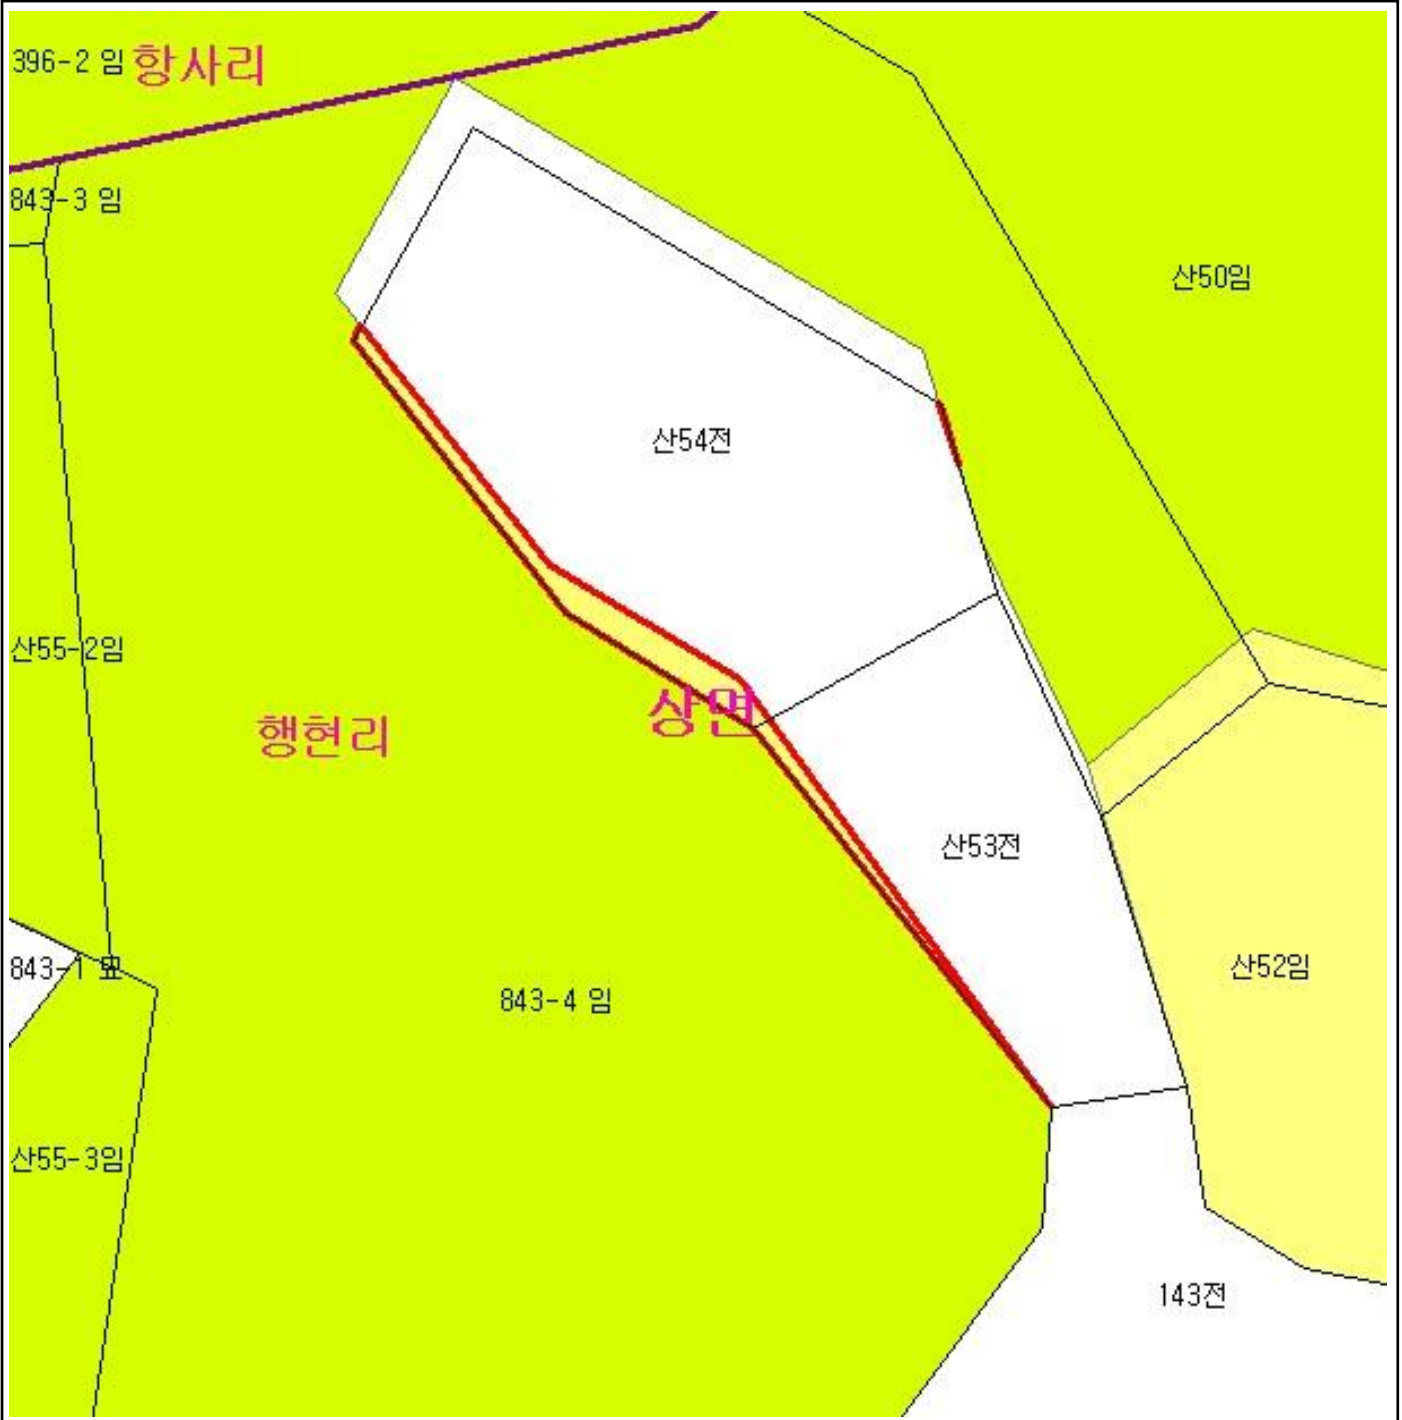 396-2 임 항사리
843-3 임
산50임
산54전
산55-2임
상면
행현리
산53전
산52임
843-1 묘
843-4 임
산55-3임
143전